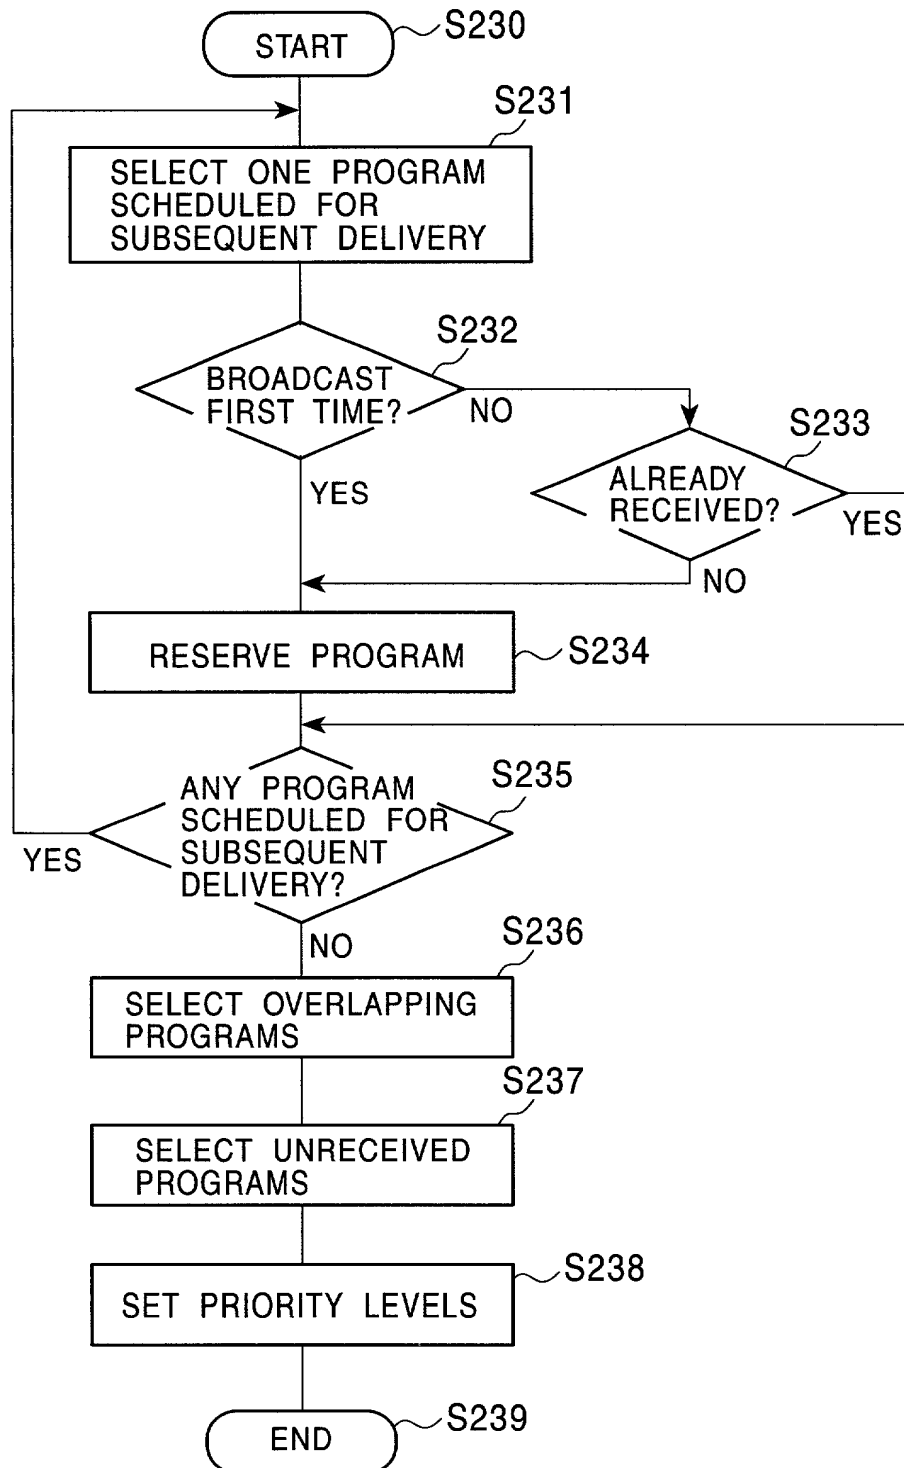 START
S230
S231
SELECT ONE PROGRAM
SCHEDULED FOR
SUBSEQUENT DELIVERY
S232
BROADCAST
FIRST TIME?
NO
YES
S233
ALREADY
RECEIVED?
YES
NO
RESERVE PROGRAM
S234
S235
ANY PROGRAM
SCHEDULED FOR
SUBSEQUENT
DELIVERY?
YES
NO
S236
SELECT OVERLAPPING
PROGRAMS
S237
SELECT UNRECEIVED
PROGRAMS
S238
SET PRIORITY LEVELS
END
S239